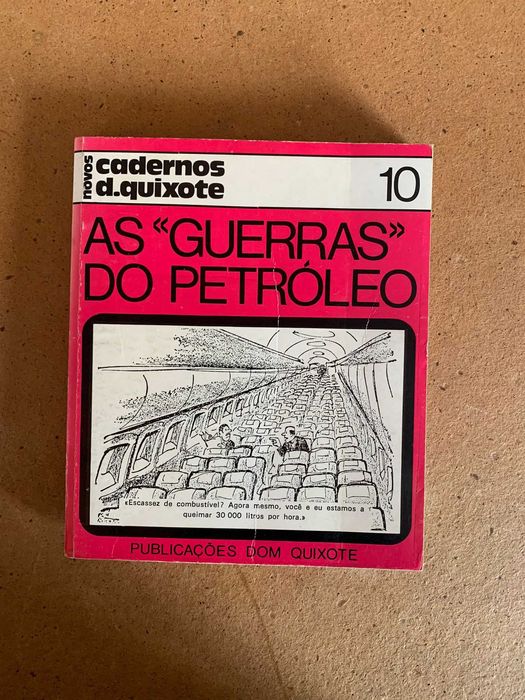 novos
cadernos
d.quixote
10
AS «GUERRAS»
DO PETRÓLEO
«Escassez de combustível? Agora mesmo, você e eu estamos a
queimar 30 000 litros por hora.»
PUBLICAÇÕES DOM QUIXOTE